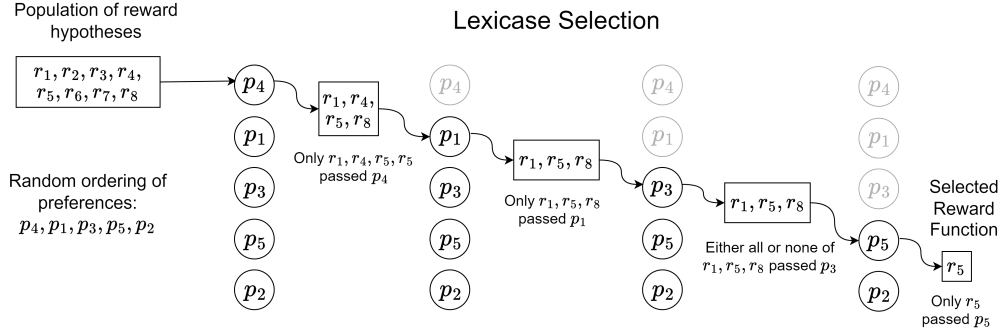 Lexicase Selection
Population of reward
hypotheses
r₁, r₂, r₃, r₄,
r₅, r₆, r₇, r₈
Random ordering of
preferences:
p₄, p₁, p₃, p₅, p₂
p₄
p₁
p₃
p₅
p₂
r₁, r₄,
r₅, r₈
Only r₁, r₄, r₅, r₅
passed p₄
p₄
p₁
p₃
p₅
p₂
r₁, r₅, r₈
Only r₁, r₅, r₈
passed p₁
p₄
p₁
p₃
p₅
p₂
r₁, r₅, r₈
Either all or none of
r₁, r₅, r₈ passed p₃
p₄
p₁
p₃
p₅
p₂
Selected
Reward
Function
r₅
Only r₅
passed p₅